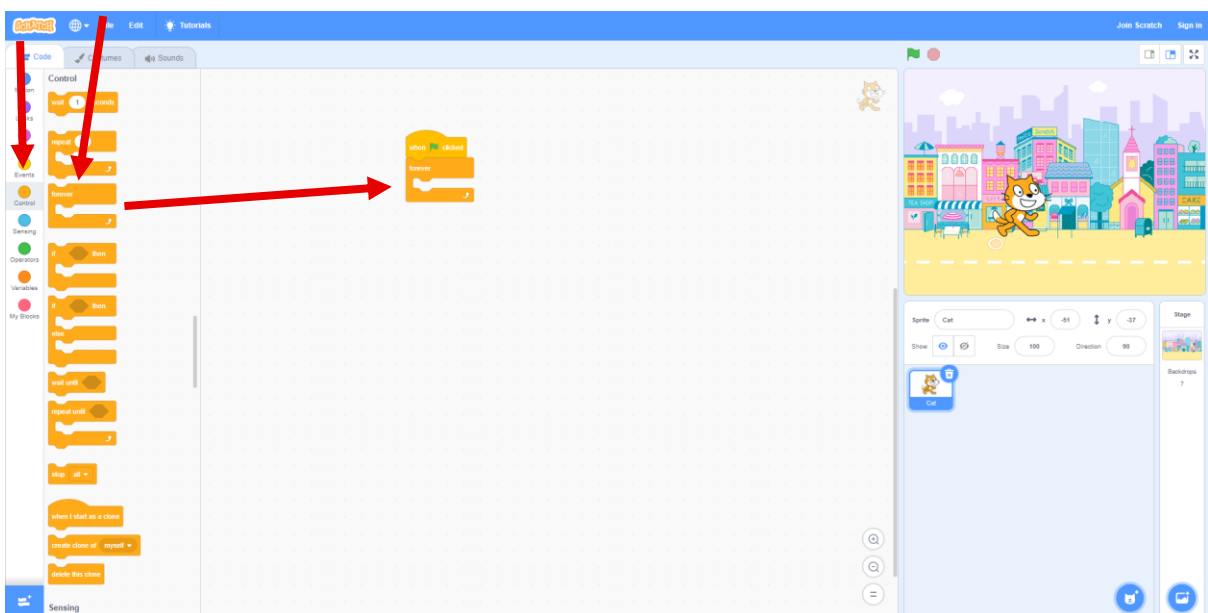 SCRATCH
Edit
Tutorials
Join Scratch
Sign in
Code
Sounds
Control
wait 1 seconds
repeat
forever
if then
if then
else
wait until
repeat until
stop all
when I start as a clone
create clone of myself
delete this clone
Sensing
Events
Control
Sensing
Operators
Variables
My Blocks
when clicked
forever
SCHOOL
TEA SHOP
CAKE
Sprite Cat x -51 y -37
Show Size 100 Direction 90
Cat
Stage
Backdrops
7